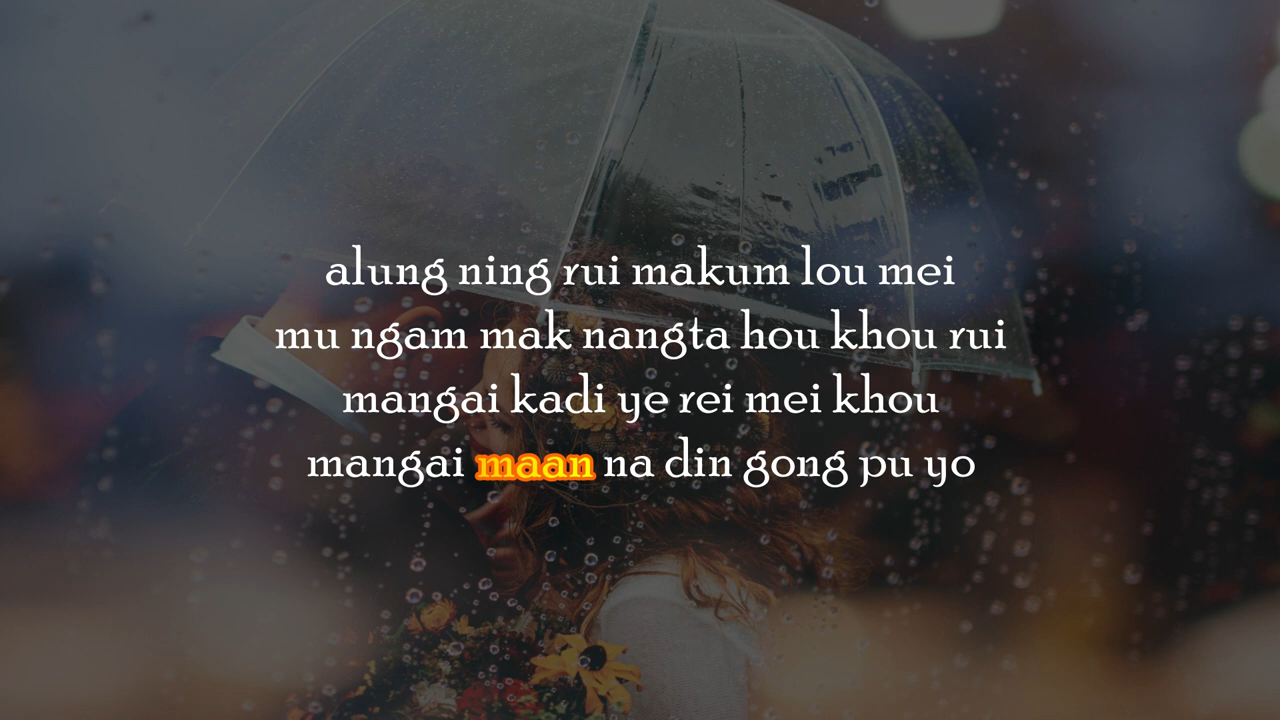 alung ning rui makum lou mei
mu ngam mak nangta hou khou rui
mangai kadi ye rei mei khou
mangai maan na din gong pu yo